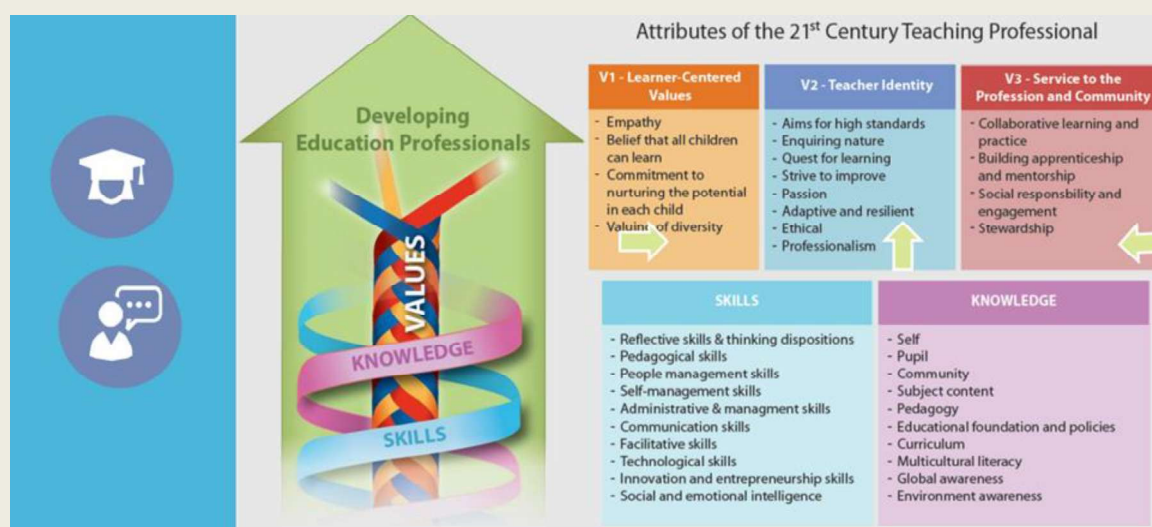 Developing
Education Professionals
VALUES
KNOWLEDGE
SKILLS
Attributes of the 21st Century Teaching Professional
V1 - Learner-Centered
Values
- Empathy
- Belief that all children
can learn
- Commitment to
nurturing the potential
in each child
- Valuing of diversity
V2 - Teacher Identity
- Aims for high standards
- Enquiring nature
- Quest for learning
- Strive to improve
- Passion
- Adaptive and resilient
- Ethical
- Professionalism
V3 - Service to the
Profession and Community
- Collaborative learning and
practice
- Building apprenticeship
and mentorship
- Social responsbility and
engagement
- Stewardship
SKILLS
- Reflective skills & thinking dispositions
- Pedagogical skills
- People management skills
- Self-management skills
- Administrative & managment skills
- Communication skills
- Facilitative skills
- Technological skills
- Innovation and entrepreneurship skills
- Social and emotional intelligence
KNOWLEDGE
- Self
- Pupil
- Community
- Subject content
- Pedagogy
- Educational foundation and policies
- Curriculum
- Multicultural literacy
- Global awareness
- Environment awareness